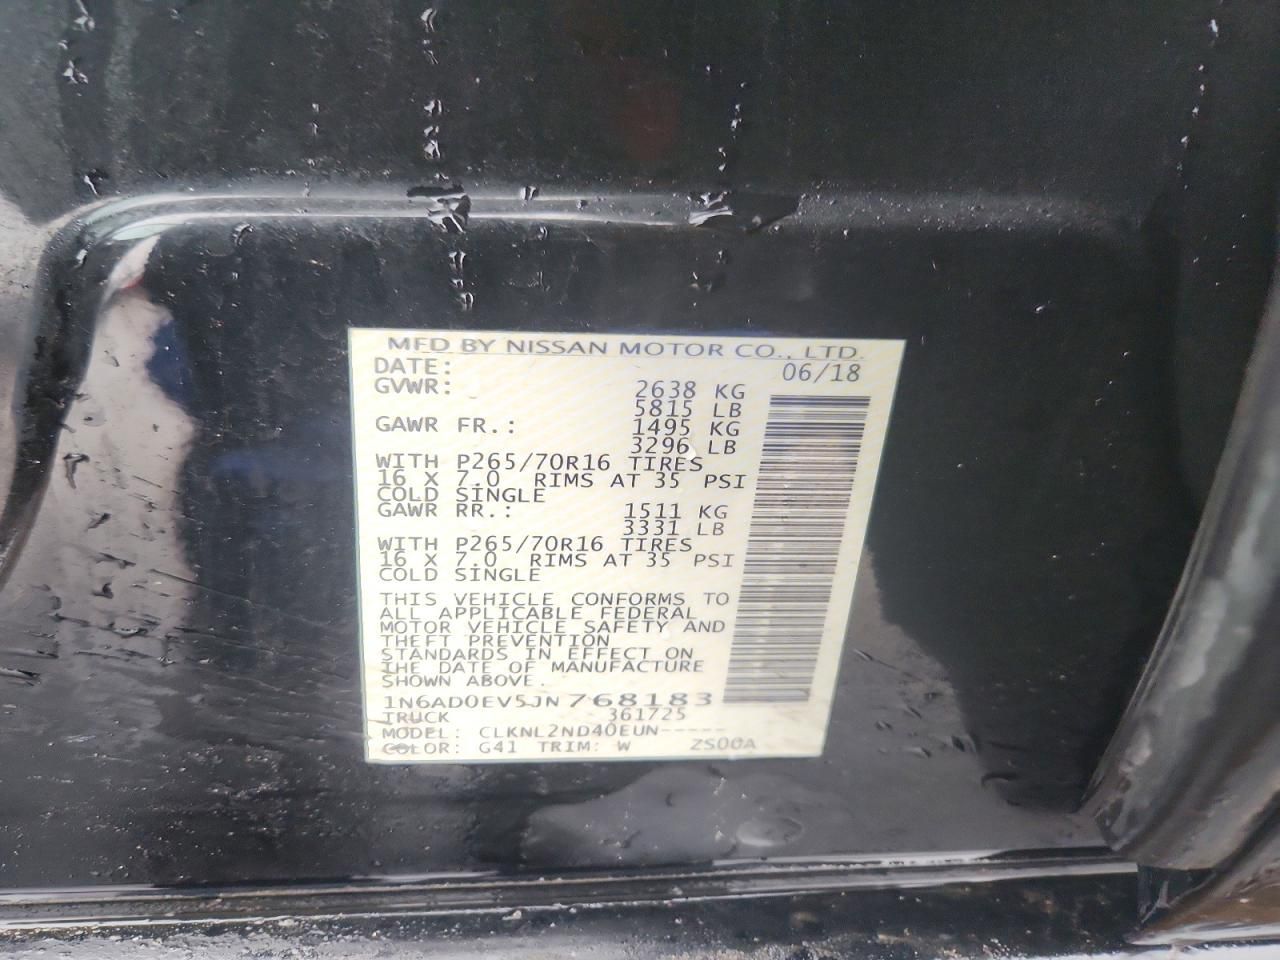 MFD BY NISSAN MOTOR CO., LTD.
DATE: 06/18
GVWR: 2638 KG
5815 LB
GAWR FR.: 1495 KG
3296 LB
WITH P265/70R16 TIRES
16 X 7.0 RIMS AT 35 PSI
COLD SINGLE
GAWR RR.: 1511 KG
3331 LB
WITH P265/70R16 TIRES
16 X 7.0 RIMS AT 35 PSI
COLD SINGLE
THIS VEHICLE CONFORMS TO
ALL APPLICABLE FEDERAL
MOTOR VEHICLE SAFETY AND
THEFT PREVENTION
STANDARDS IN EFFECT ON
THE DATE OF MANUFACTURE
SHOWN ABOVE.
1N6AD0EV5JN768183
TRUCK 361725
MODEL: CLKNL2ND40EUN-----
COLOR: G41 TRIM: W ZS00A